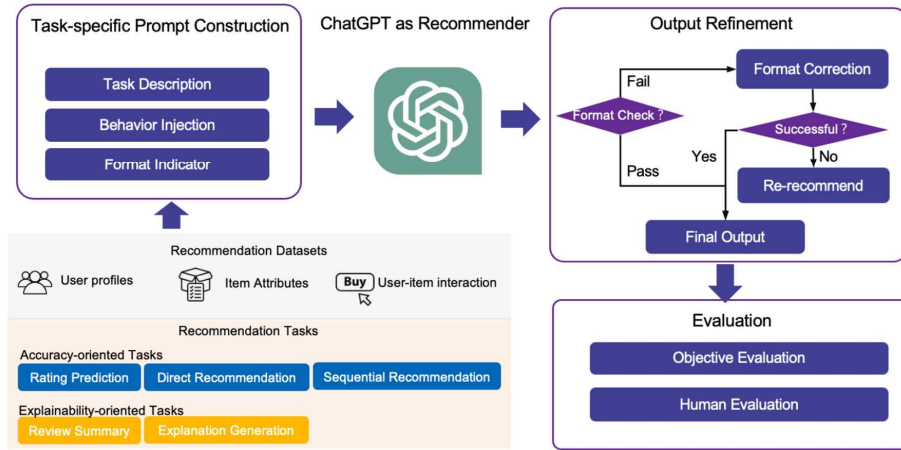 Task-specific Prompt Construction
Task Description
Behavior Injection
Format Indicator
ChatGPT as Recommender
Output Refinement
Fail
Format Correction
Format Check ?
Successful ?
Yes
No
Pass
Re-recommend
Final Output
Recommendation Datasets
User profiles
Item Attributes
Buy
User-item interaction
Recommendation Tasks
Accuracy-oriented Tasks
Rating Prediction
Direct Recommendation
Sequential Recommendation
Explainability-oriented Tasks
Review Summary
Explanation Generation
Evaluation
Objective Evaluation
Human Evaluation